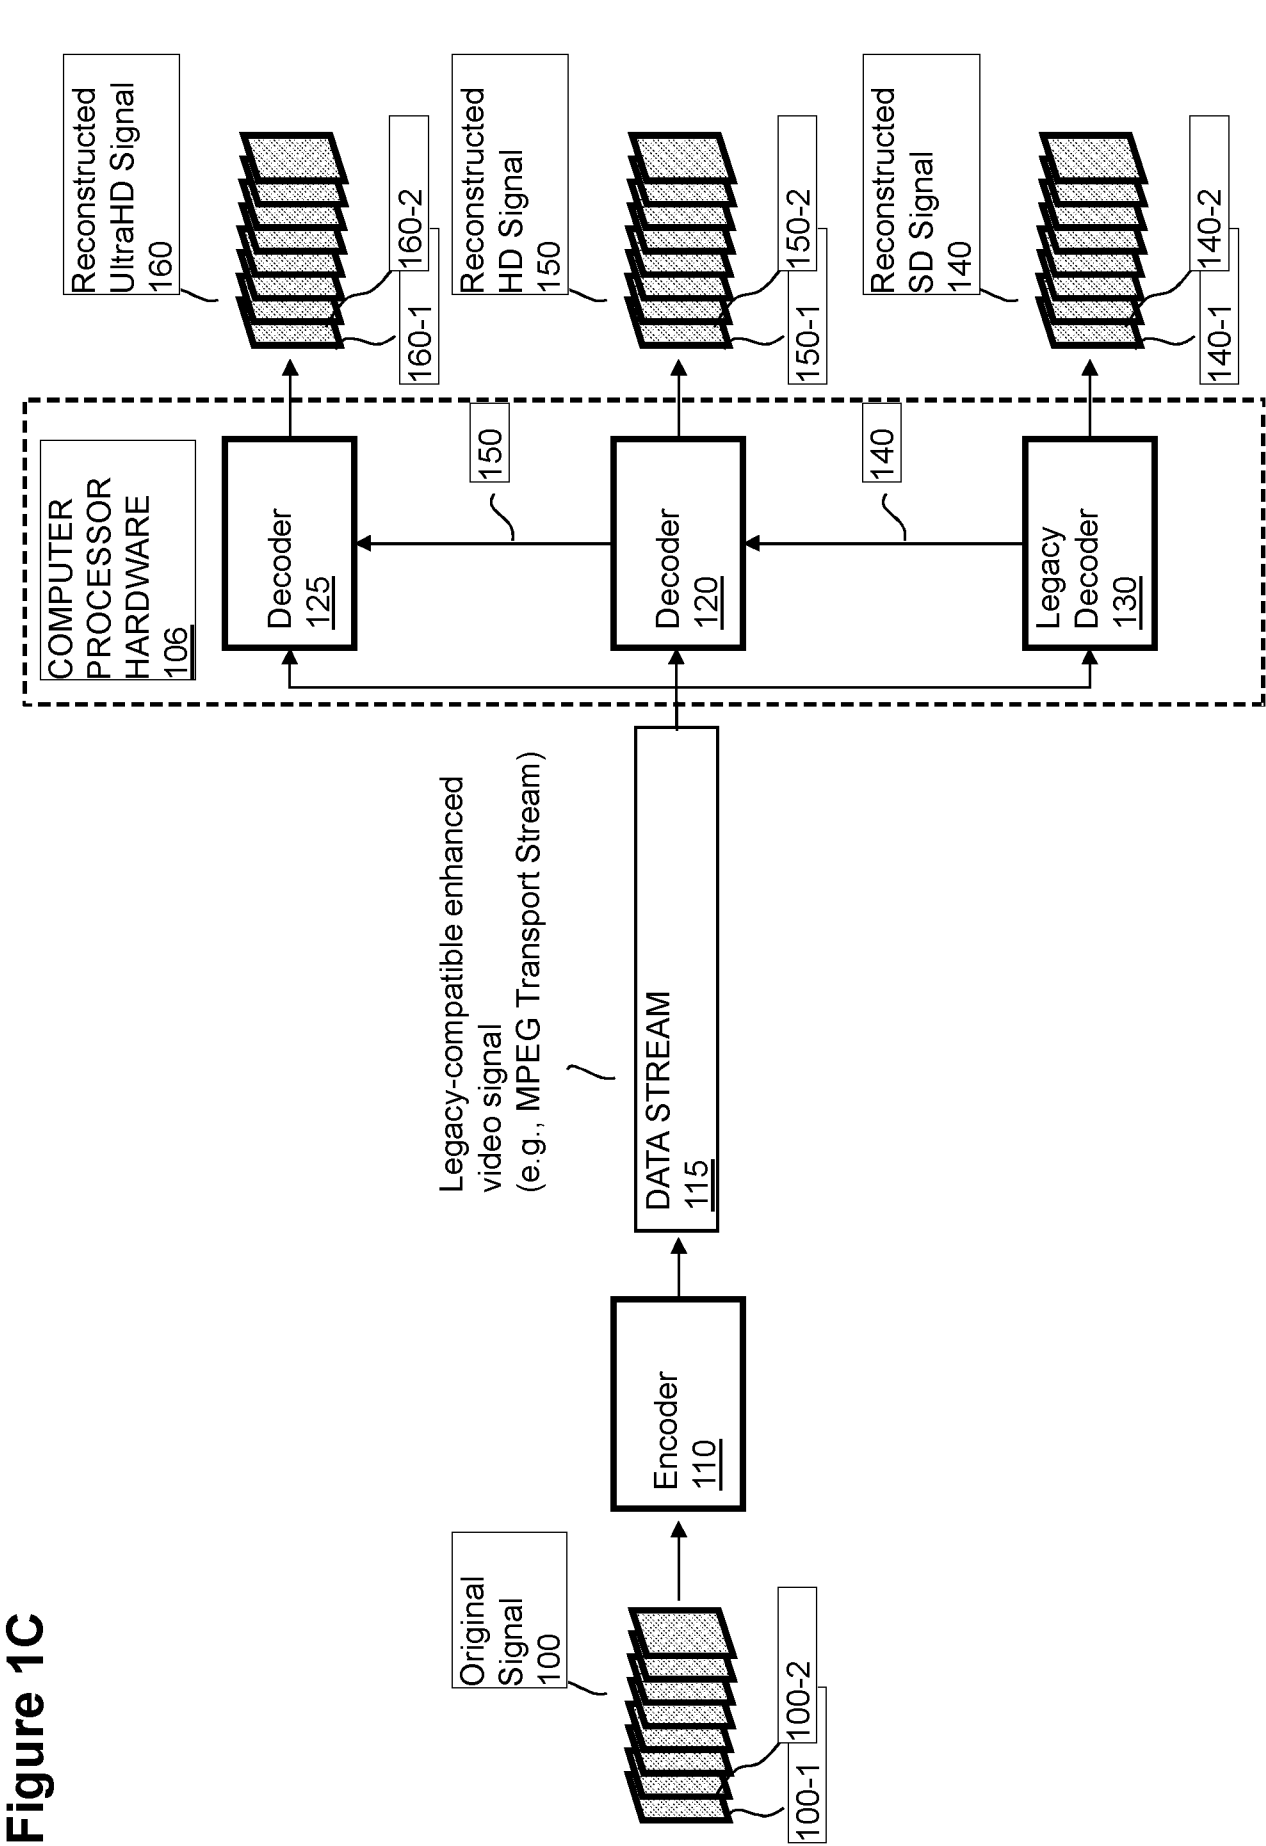 Figure 1C
Original
Signal
100
100-1
100-2
Encoder
110
Legacy-compatible enhanced
video signal
(e.g., MPEG Transport Stream)
DATA STREAM
115
COMPUTER
PROCESSOR
HARDWARE
106
Decoder
125
150
Decoder
120
140
Legacy
Decoder
130
Reconstructed
UltraHD Signal
160
160-1
160-2
Reconstructed
HD Signal
150
150-1
150-2
Reconstructed
SD Signal
140
140-1
140-2